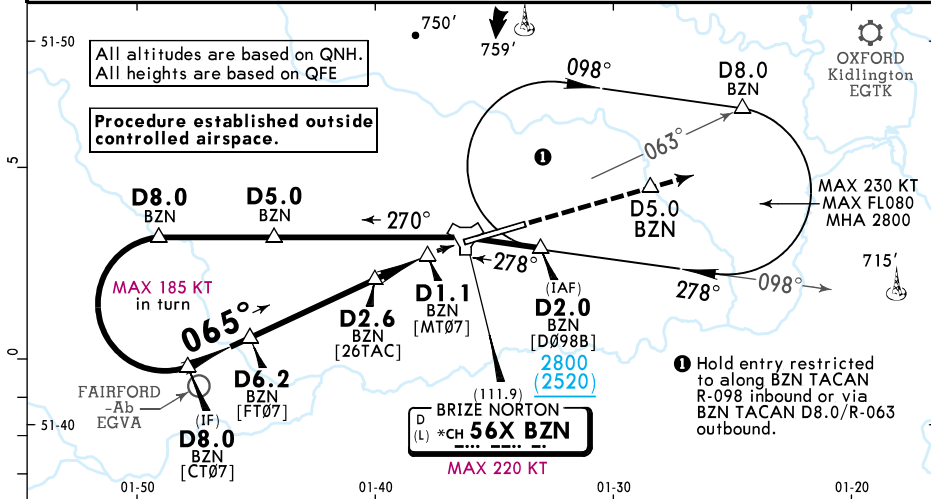 51-50
750'
759'
All altitudes are based on QNH.
All heights are based on QFE
Procedure established outside
controlled airspace.
098°
D8.0
BZN
OXFORD
Kidlington
EGTK
063°
1
5
D8.0
BZN
D5.0
BZN
270°
D5.0
BZN
MAX 230 KT
MAX FL080
MHA 2800
278°
715'
278°
098°
MAX 185 KT
in turn
065°
D2.6
BZN
[26TAC]
D1.1
BZN
[MTØ7]
(IAF)
D2.0
BZN
[DØ98B]
2800
(2520)
0
D6.2
BZN
[FTØ7]
FAIRFORD
-Ab
EGVA
(IF)
D8.0
BZN
[CTØ7]
51-40
(111.9)
BRIZE NORTON
D
(L) *CH 56X BZN
MAX 220 KT
1 Hold entry restricted
to along BZN TACAN
R-098 inbound or via
BZN TACAN D8.0/R-063
outbound.
01-50
01-40
01-30
01-20